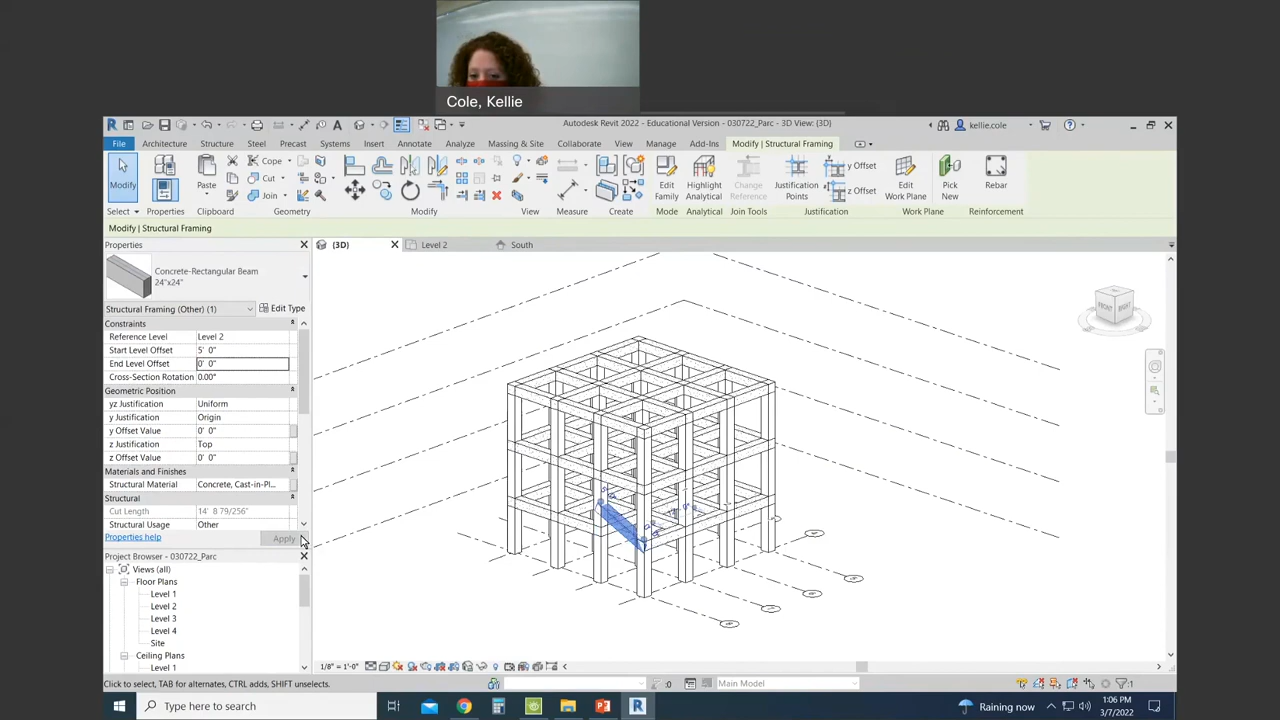 Cole, Kellie
Autodesk Revit 2022 - Educational Version - 030722_Parc - 3D View: {3D}
kellie.cole
File Architecture Structure Steel Precast Systems Insert Annotate Analyze Massing & Site Collaborate View Manage Add-Ins Modify | Structural Framing
Modify
Paste
Cope
Cut
Join
Edit Family
Highlight Analytical
Change Reference
Justification Points
y Offset
z Offset
Edit Work Plane
Pick New
Rebar
Select Properties Clipboard Geometry Modify View Measure Create Mode Analytical Join Tools Justification Work Plane Reinforcement
Modify | Structural Framing
Properties
{3D} Level 2 South
Concrete-Rectangular Beam
24"x24"
Structural Framing (Other) (1) Edit Type
Constraints
Reference Level Level 2
Start Level Offset 5' 0"
End Level Offset 0' 0"
Cross-Section Rotation 0.00°
Geometric Position
yz Justification Uniform
y Justification Origin
y Offset Value 0' 0"
z Justification Top
z Offset Value 0' 0"
Materials and Finishes
Structural Material Concrete, Cast-in-Pl...
Structural
Cut Length 14' 8 79/256"
Structural Usage Other
Properties help Apply
Project Browser - 030722_Parc
Views (all)
Floor Plans
Level 1
Level 2
Level 3
Level 4
Site
Ceiling Plans
Level 1
FRONT RIGHT
1/8" = 1'-0"
Click to select, TAB for alternates, CTRL adds, SHIFT unselects.
:0
Main Model
:1
Type here to search
Raining now
1:06 PM
3/7/2022